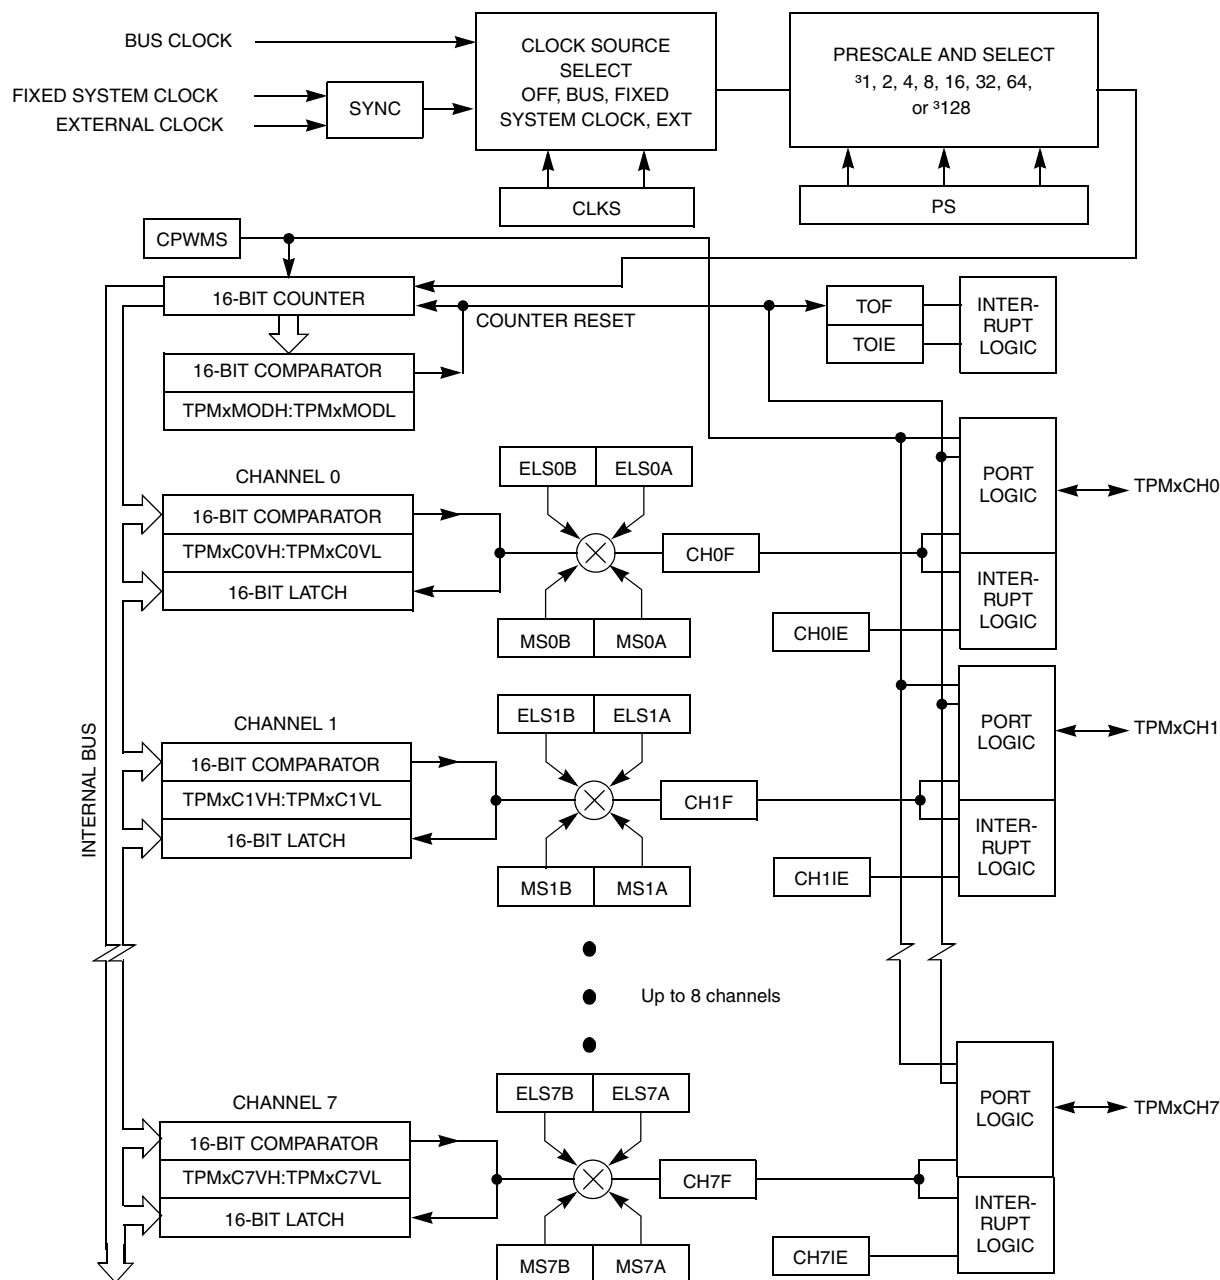 BUS CLOCK
FIXED SYSTEM CLOCK
EXTERNAL CLOCK
SYNC
CLOCK SOURCE
SELECT
OFF, BUS, FIXED
SYSTEM CLOCK, EXT
PRESCALE AND SELECT
³1, 2, 4, 8, 16, 32, 64,
or ³128
CLKS
PS
CPWMS
16-BIT COUNTER
COUNTER RESET
TOF
TOIE
INTER-
RUPT
LOGIC
16-BIT COMPARATOR
TPMxMODH:TPMxMODL
INTERNAL BUS
CHANNEL 0
16-BIT COMPARATOR
TPMxC0VH:TPMxC0VL
16-BIT LATCH
ELS0B
ELS0A
MS0B
MS0A
CH0F
CH0IE
PORT
LOGIC
INTER-
RUPT
LOGIC
TPMxCH0
CHANNEL 1
16-BIT COMPARATOR
TPMxC1VH:TPMxC1VL
16-BIT LATCH
ELS1B
ELS1A
MS1B
MS1A
CH1F
CH1IE
PORT
LOGIC
INTER-
RUPT
LOGIC
TPMxCH1
Up to 8 channels
CHANNEL 7
16-BIT COMPARATOR
TPMxC7VH:TPMxC7VL
16-BIT LATCH
ELS7B
ELS7A
MS7B
MS7A
CH7F
CH7IE
PORT
LOGIC
INTER-
RUPT
LOGIC
TPMxCH7